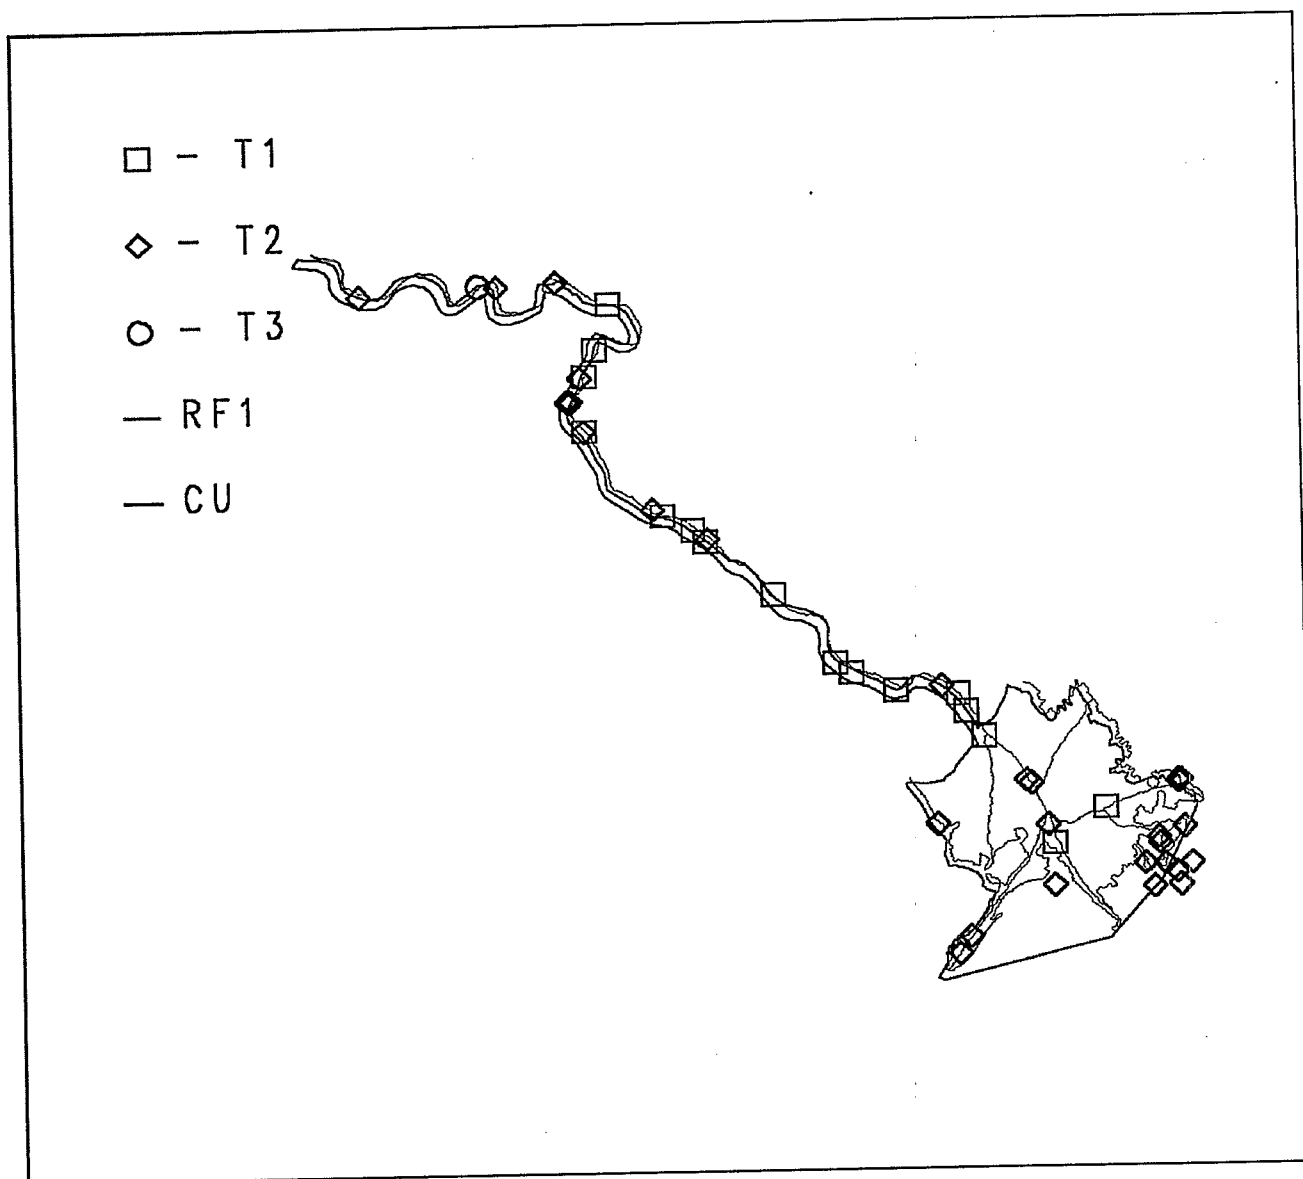 □ - T1
◇ - T2
○ - T3
— RF1
— CU